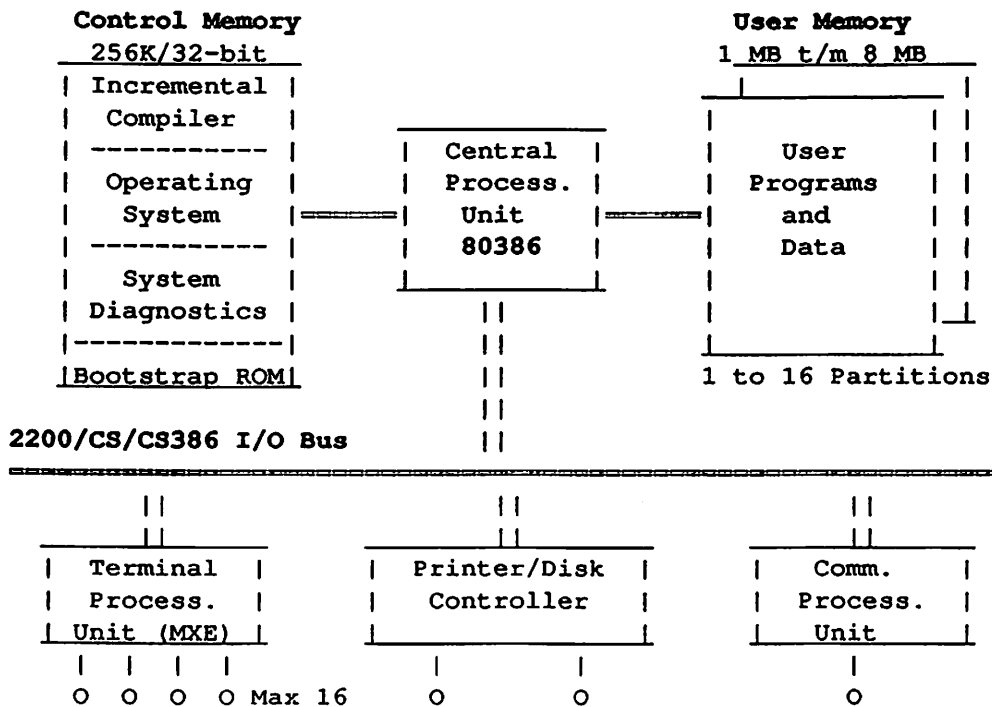 Control Memory
256K/32-bit
Incremental
Compiler
Operating
System
System
Diagnostics
Bootstrap ROM
Central
Process.
Unit
80386
User Memory
1 MB t/m 8 MB
User
Programs
and
Data
1 to 16 Partitions
2200/CS/CS386 I/O Bus
Terminal
Process.
Unit (MXE)
Max 16
Printer/Disk
Controller
Comm.
Process.
Unit